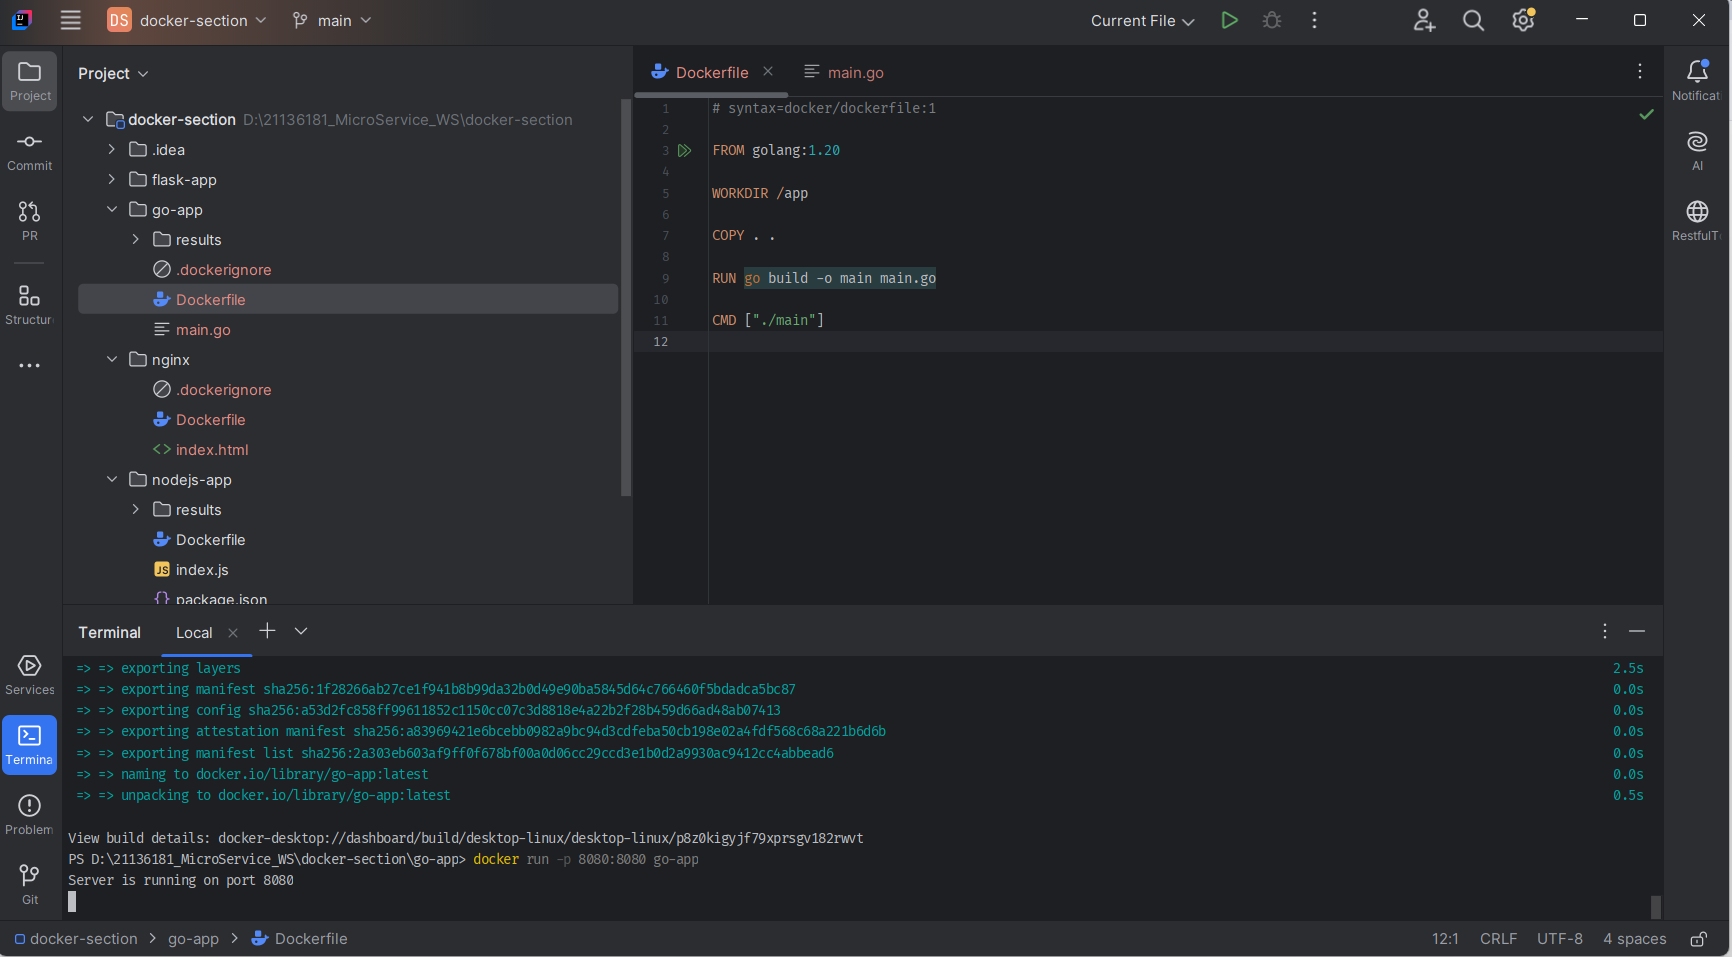 DS docker-section main Current File
Project
Commit
PR
Structur
Services
Termina
Problem
Git
Project
docker-section D:\21136181_MicroService_WS\docker-section
.idea
flask-app
go-app
results
.dockerignore
Dockerfile
main.go
nginx
.dockerignore
Dockerfile
index.html
nodejs-app
results
Dockerfile
JS index.js
{} package.json
Dockerfile main.go
1 # syntax=docker/dockerfile:1
2
3 FROM golang:1.20
4
5 WORKDIR /app
6
7 COPY . .
8
9 RUN go build -o main main.go
10
11 CMD ["./main"]
12
Notificat
AI
RestfulT
Terminal Local
=> => exporting layers 2.5s
=> => exporting manifest sha256:1f28266ab27ce1f941b8b99da32b0d49e90ba5845d64c766460f5bdadca5bc87 0.0s
=> => exporting config sha256:a53d2fc858ff99611852c1150cc07c3d8818e4a22b2f28b459d66ad48ab07413 0.0s
=> => exporting attestation manifest sha256:a83969421e6bcebb0982a9bc94d3cdfeba50cb198e02a4fdf568c68a221b6d6b 0.0s
=> => exporting manifest list sha256:2a303eb603af9ff0f678bf00a0d06cc29ccd3e1b0d2a9930ac9412cc4abbead6 0.0s
=> => naming to docker.io/library/go-app:latest 0.0s
=> => unpacking to docker.io/library/go-app:latest 0.5s
View build details: docker-desktop://dashboard/build/desktop-linux/desktop-linux/p8z0kigyjf79xprsgv182rwvt
PS D:\21136181_MicroService_WS\docker-section\go-app> docker run -p 8080:8080 go-app
Server is running on port 8080
docker-section > go-app > Dockerfile 12:1 CRLF UTF-8 4 spaces